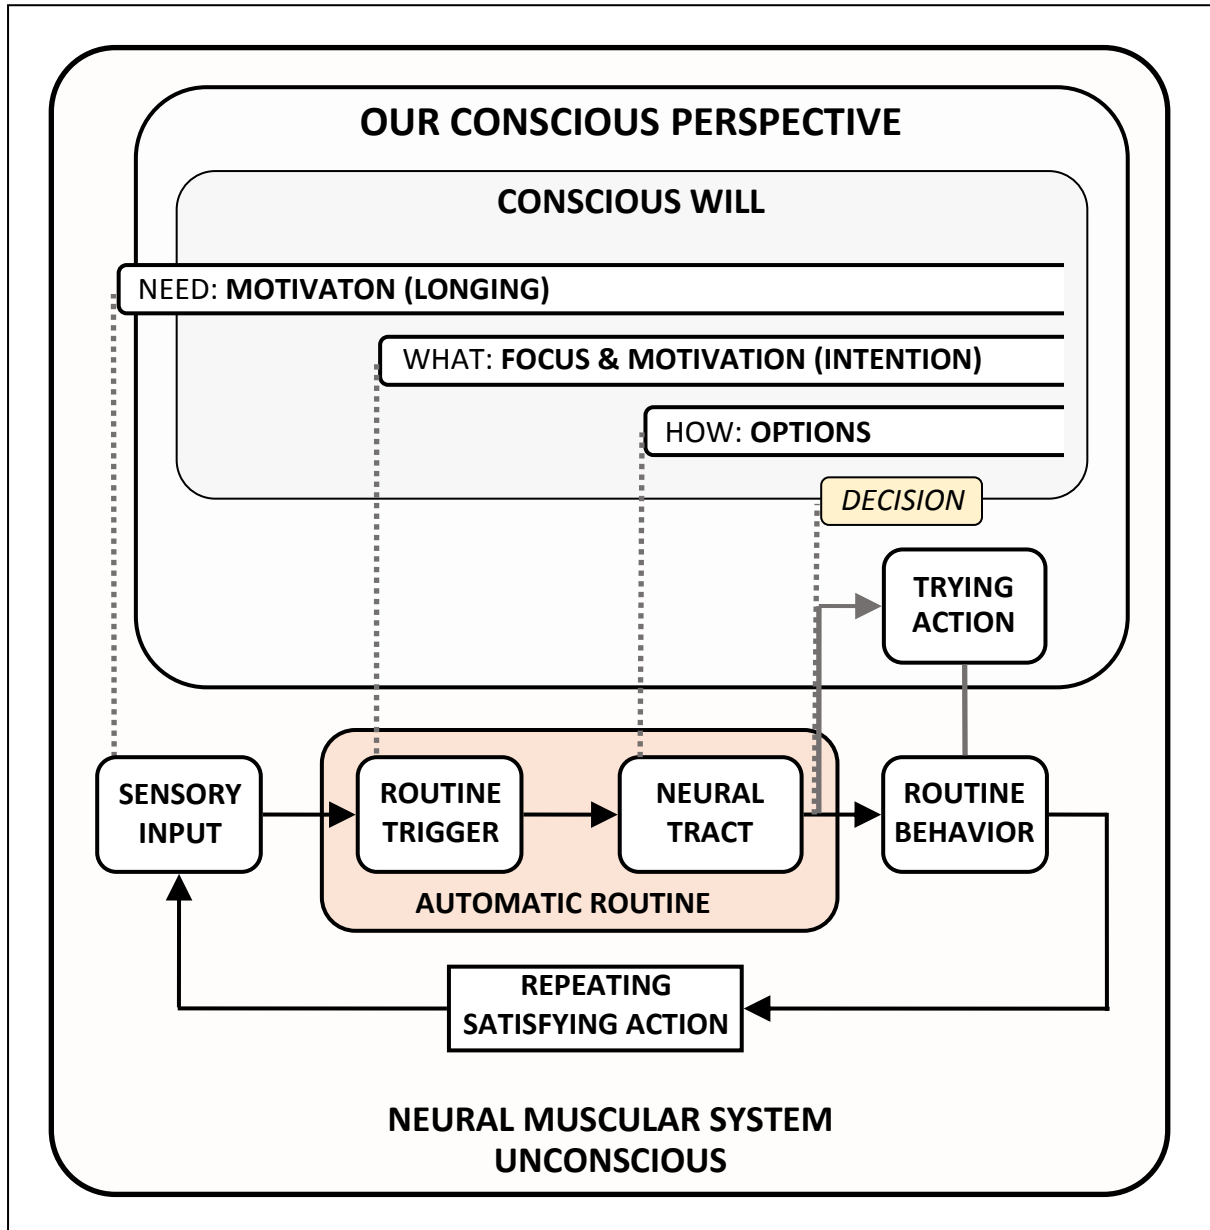 OUR CONSCIOUS PERSPECTIVE
CONSCIOUS WILL
NEED: MOTIVATON (LONGING)
WHAT: FOCUS & MOTIVATION (INTENTION)
HOW: OPTIONS
DECISION
TRYING
ACTION
SENSORY
INPUT
ROUTINE
TRIGGER
NEURAL
TRACT
ROUTINE
BEHAVIOR
AUTOMATIC ROUTINE
REPEATING
SATISFYING ACTION
NEURAL MUSCULAR SYSTEM
UNCONSCIOUS